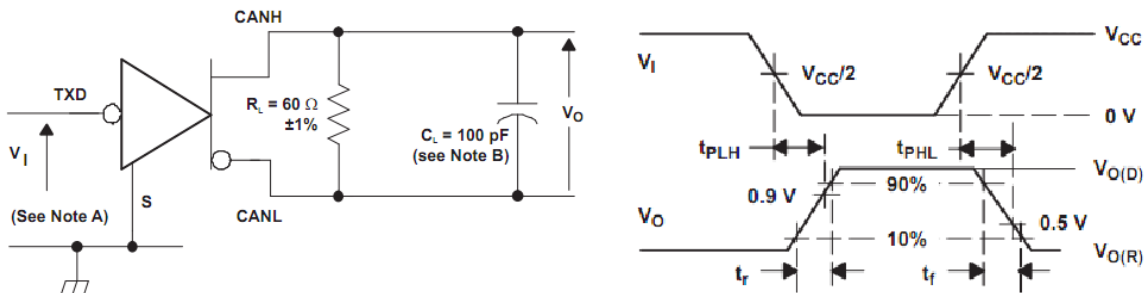 CANH
TXD
R_L = 60 Ω
±1%
C_L = 100 pF
(see Note B)
V_O
V_I
(See Note A)
S
CANL
V_I
V_CC
V_CC/2
V_CC/2
0 V
t_PLH
t_PHL
V_O(D)
90%
0.9 V
0.5 V
V_O
10%
V_O(R)
t_r
t_f